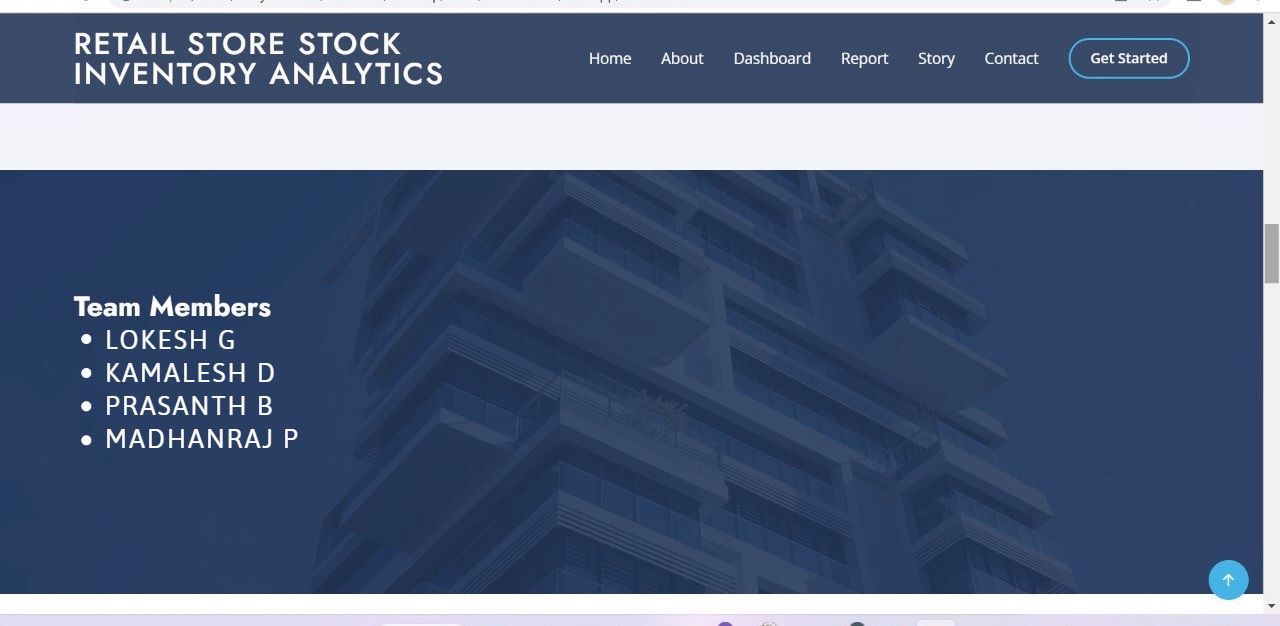 RETAIL STORE STOCK
INVENTORY ANALYTICS
Home About Dashboard Report Story Contact Get Started
Team Members
LOKESH G
KAMALESH D
PRASANTH B
MADHANRAJ P